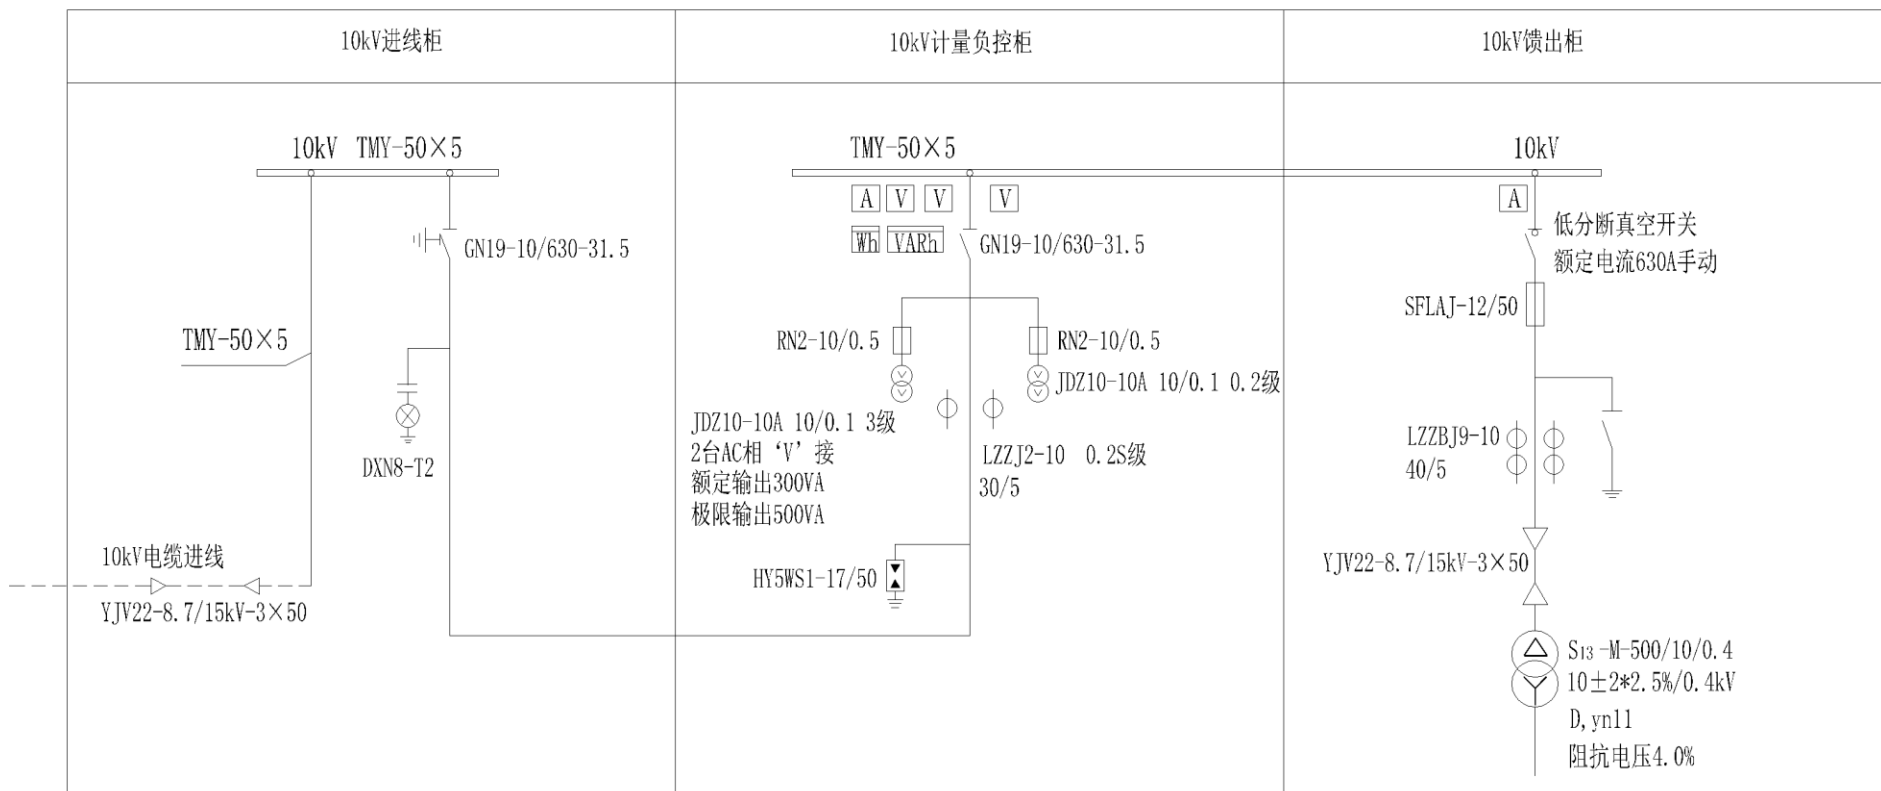 10kV进线柜
10kV计量负控柜
10kV馈出柜
10kV TMY-50×5
GN19-10/630-31.5
TMY-50×5
DXN8-T2
10kV电缆进线
YJV22-8.7/15kV-3×50
TMY-50×5
A V V V
Wh VARh
GN19-10/630-31.5
RN2-10/0.5
RN2-10/0.5
JDZ10-10A 10/0.1 0.2级
JDZ10-10A 10/0.1 3级
2台AC相‘V’接
额定输出300VA
极限输出500VA
LZZJ2-10 0.2S级
30/5
HY5WS1-17/50
10kV
A
低分断真空开关
额定电流630A手动
SFLAJ-12/50
LZZBJ9-10
40/5
YJV22-8.7/15kV-3×50
S13-M-500/10/0.4
10±2*2.5%/0.4kV
D,yn11
阻抗电压4.0%